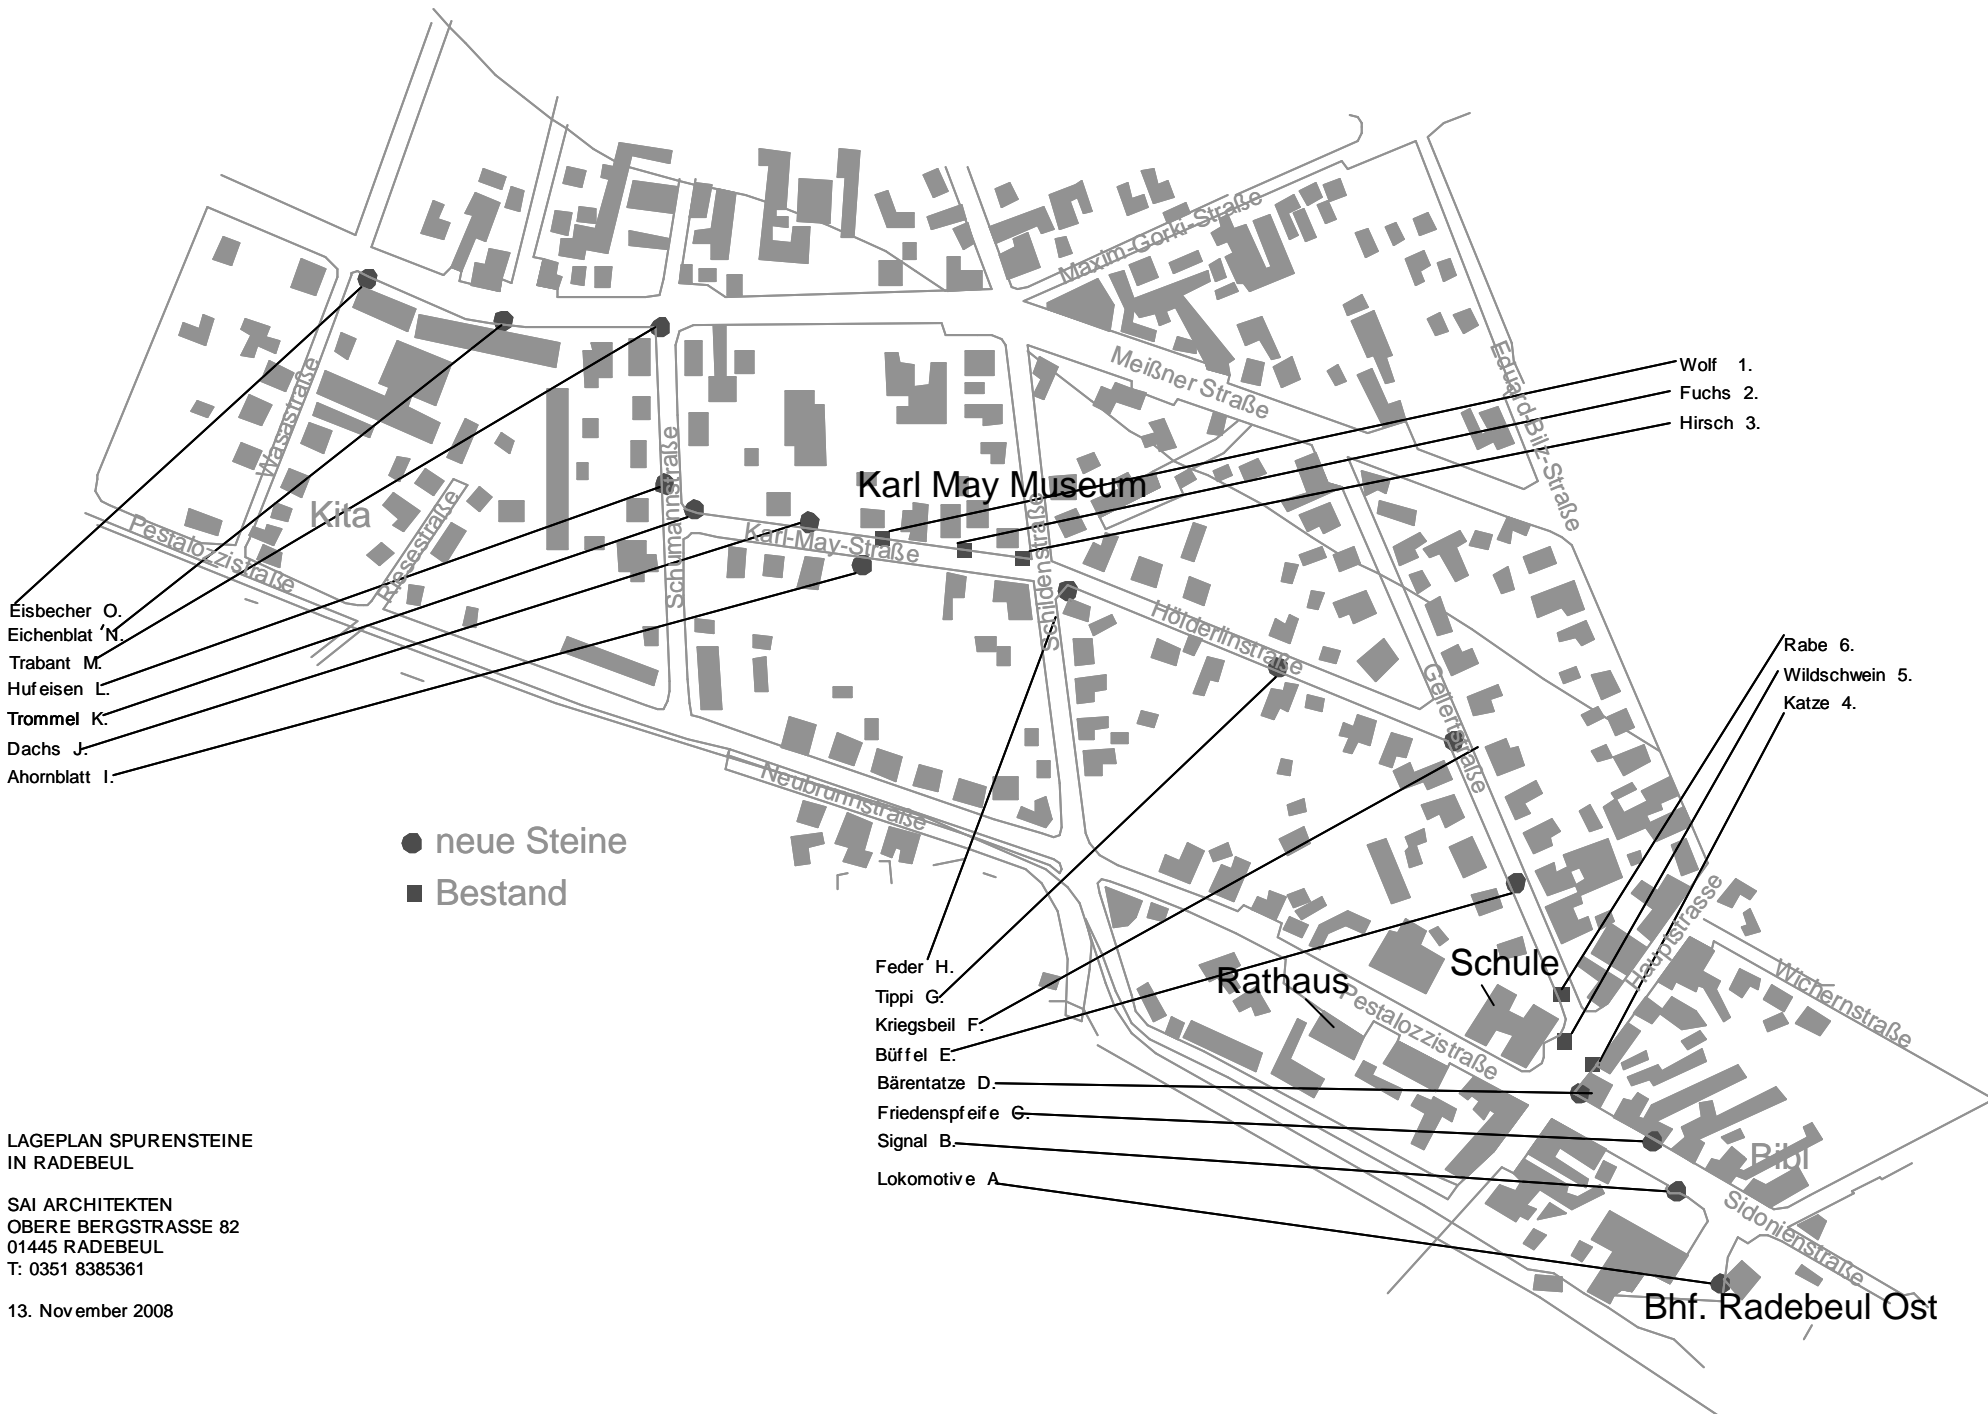 Maxim-Gorki-Straße
Meißner Straße
Eduard-Bilz-Straße
Wolf 1.
Fuchs 2.
Hirsch 3.
Wasastraße
Kita
Karl May Museum
Schumannstraße
Karl-May-Straße
Schildenstraße
Pestalozzistraße
Riesestraße
Hölderlinstraße
Gellertstraße
Eisbecher O.
Eichenblat N.
Trabant M.
Hufeisen L.
Trommel K.
Dachs J.
Ahornblatt I.
Rabe 6.
Wildschwein 5.
Katze 4.
Neubrunnstraße
neue Steine
Bestand
Hauptstrasse
Wichernstraße
Schule
Rathaus
Pestalozzistraße
Feder H.
Tippi G.
Kriegsbeil F.
Büffel E.
Bärentatze D.
Friedenspfeife C.
Signal B.
Lokomotive A
Bibl
Sidonienstraße
Bhf. Radebeul Ost
LAGEPLAN SPURENSTEINE
IN RADEBEUL
SAI ARCHITEKTEN
OBERE BERGSTRASSE 82
01445 RADEBEUL
T: 0351 8385361
13. November 2008